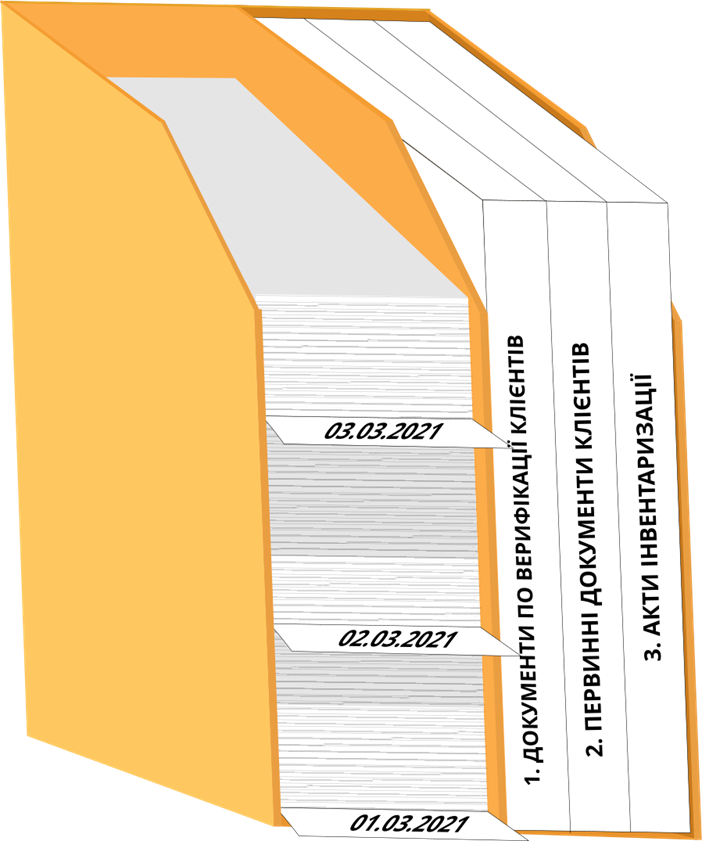 03.03.2021
02.03.2021
01.03.2021
1. ДОКУМЕНТИ ПО ВЕРИФІКАЦІЇ КЛІЄНТІВ
2. ПЕРВИННІ ДОКУМЕНТИ КЛІЄНТІВ
3. АКТИ ІНВЕНТАРИЗАЦІЇ